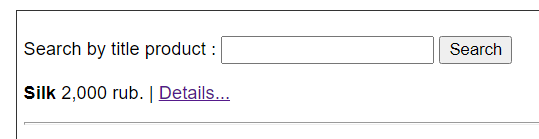 Search by title product : Search
Silk 2,000 rub. | Details...